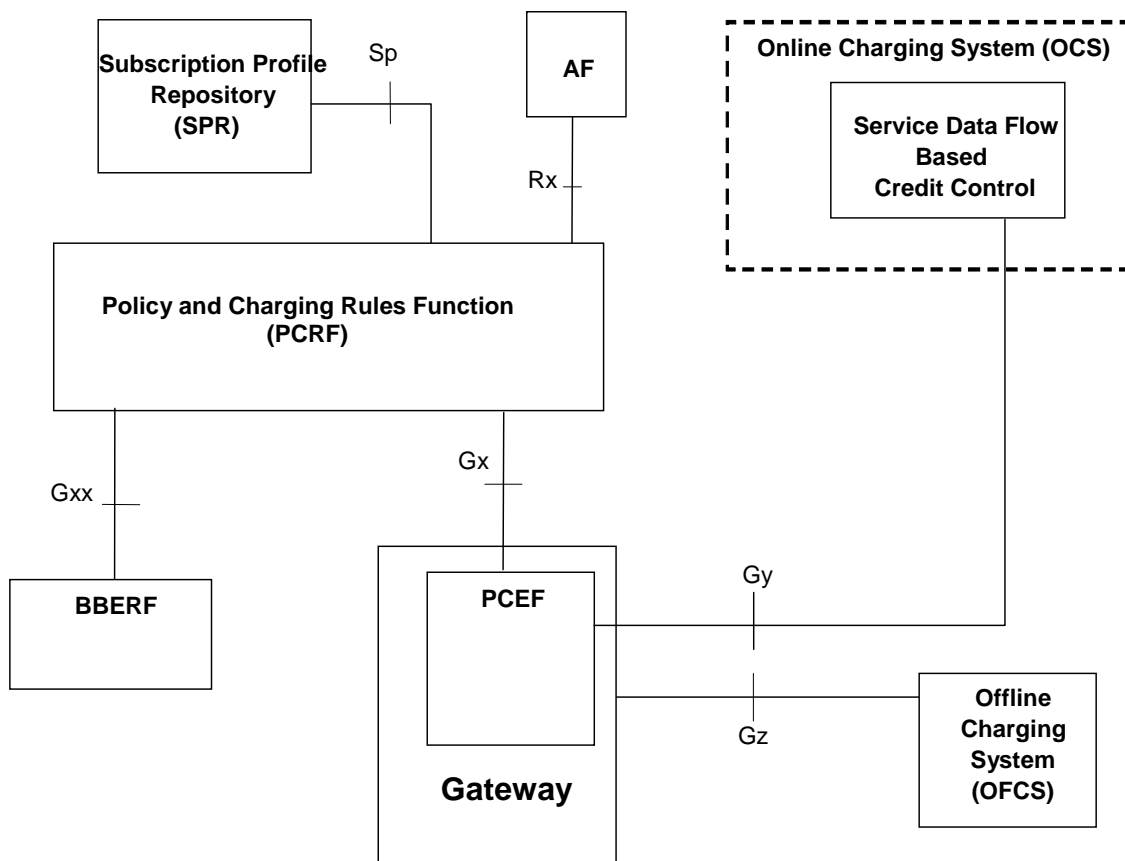 Subscription Profile
Repository
(SPR)
Sp
AF
Online Charging System (OCS)
Service Data Flow
Based
Credit Control
Rx
Policy and Charging Rules Function
(PCRF)
Gxx
Gx
BBERF
PCEF
Gy
Gz
Offline
Charging
System
(OFCS)
Gateway